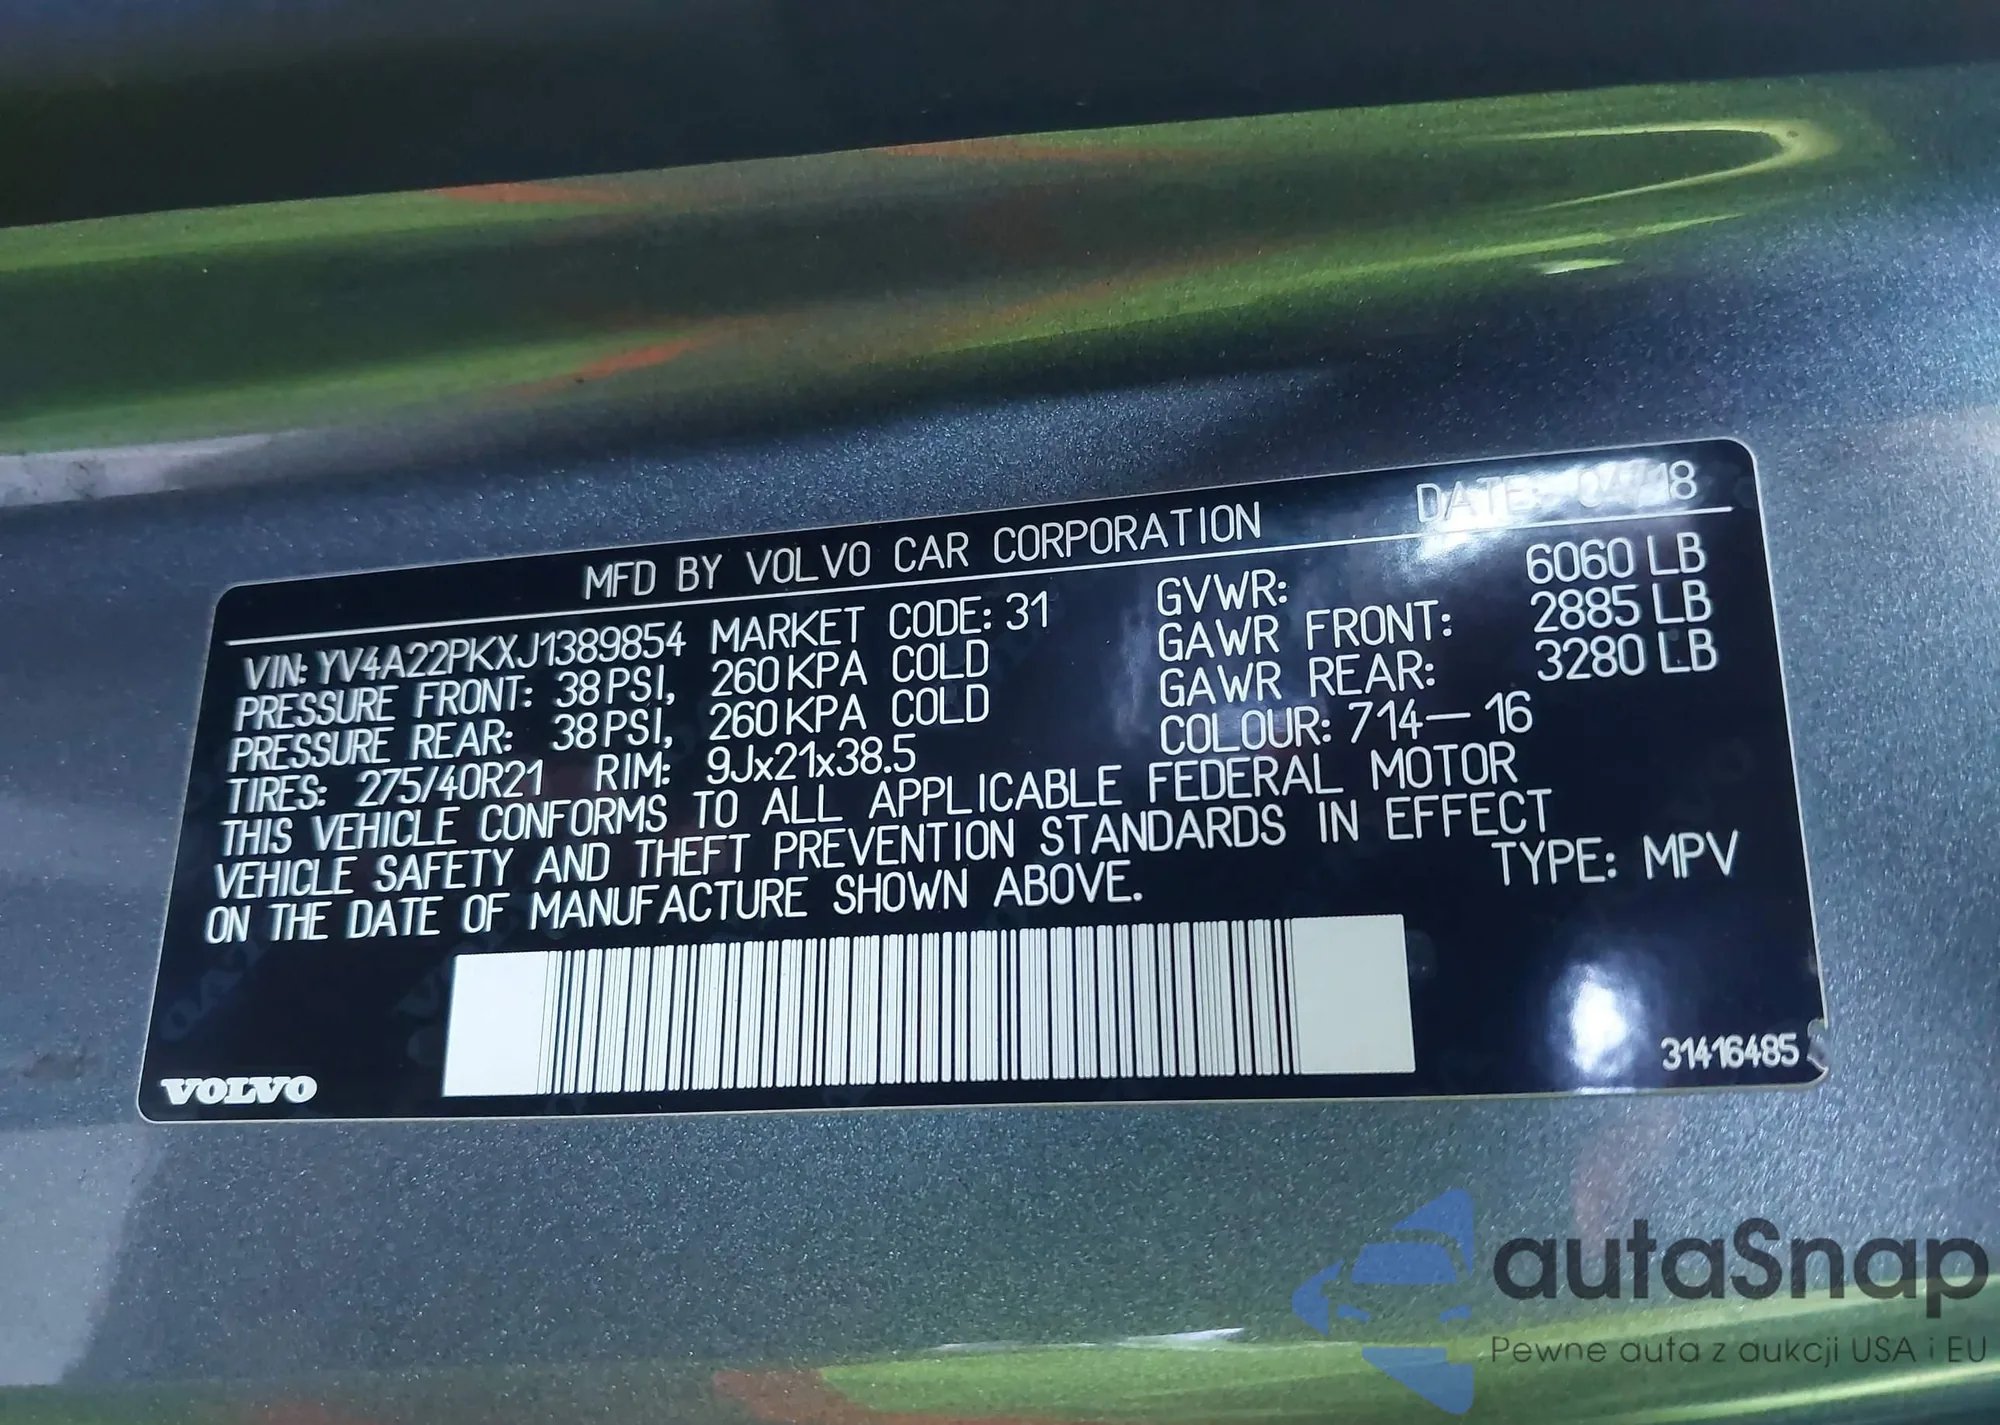 MFD BY VOLVO CAR CORPORATION DATE: 04/18
VIN: YV4A22PKXJ1389854 MARKET CODE: 31 GVWR: 6060 LB
PRESSURE FRONT: 38 PSI, 260 KPA COLD GAWR FRONT: 2885 LB
PRESSURE REAR: 38 PSI, 260 KPA COLD GAWR REAR: 3280 LB
TIRES: 275/40R21 RIM: 9Jx21x38.5 COLOUR: 714—16
THIS VEHICLE CONFORMS TO ALL APPLICABLE FEDERAL MOTOR
VEHICLE SAFETY AND THEFT PREVENTION STANDARDS IN EFFECT
ON THE DATE OF MANUFACTURE SHOWN ABOVE. TYPE: MPV
VOLVO
31416485
autaSnap
Pewne auta z aukcji USA i EU